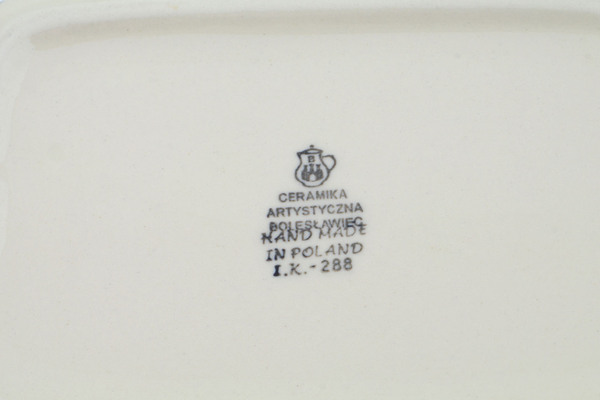 B
CERAMIKA
ARTYSTYCZNA
BOLESŁAWIEC
HAND MADE
IN POLAND
I.K.-288